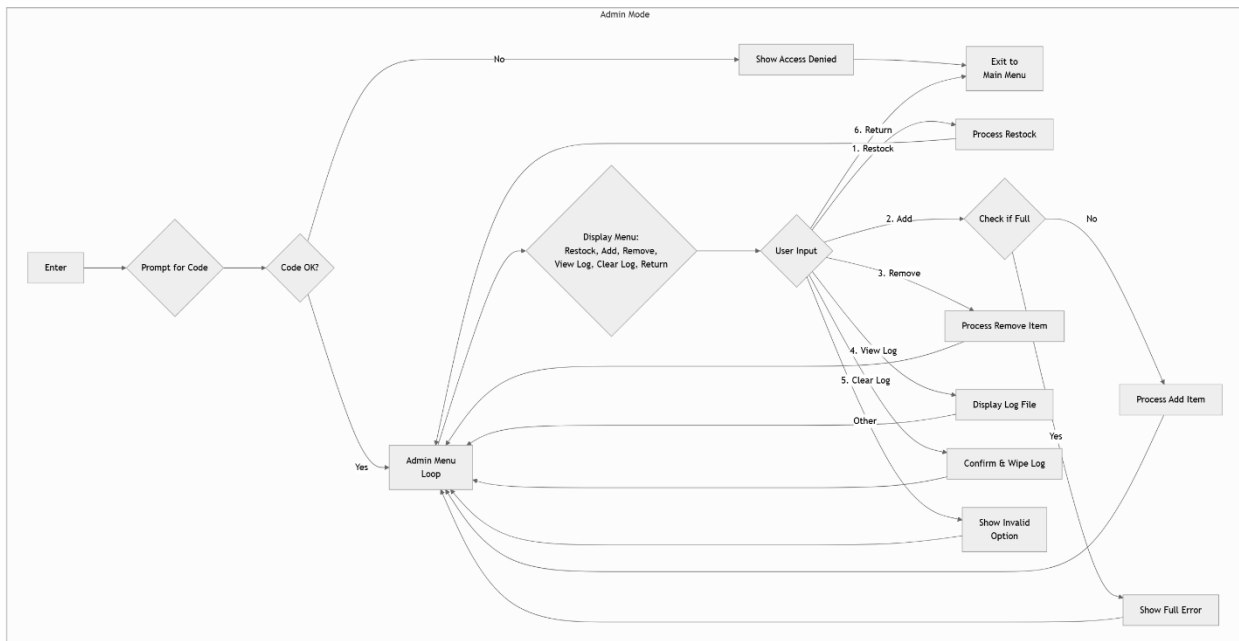 Admin Mode
No
Show Access Denied
Exit to
Main Menu
6. Return
1. Restock
Process Restock
Enter
Prompt for Code
Code OK?
Display Menu:
Restock, Add, Remove,
View Log, Clear Log, Return
User Input
2. Add
Check if Full
No
3. Remove
Process Remove Item
4. View Log
5. Clear Log
Display Log File
Process Add Item
Other
Yes
Yes
Admin Menu
Loop
Confirm & Wipe Log
Show Invalid
Option
Show Full Error